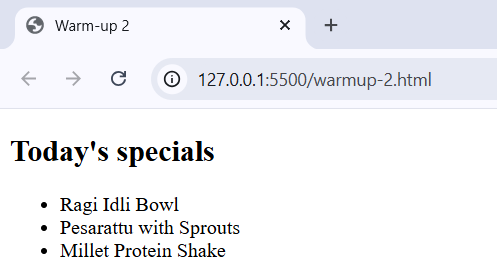 Warm-up 2
127.0.0.1:5500/warmup-2.html
Today's specials
Ragi Idli Bowl
Pesarattu with Sprouts
Millet Protein Shake